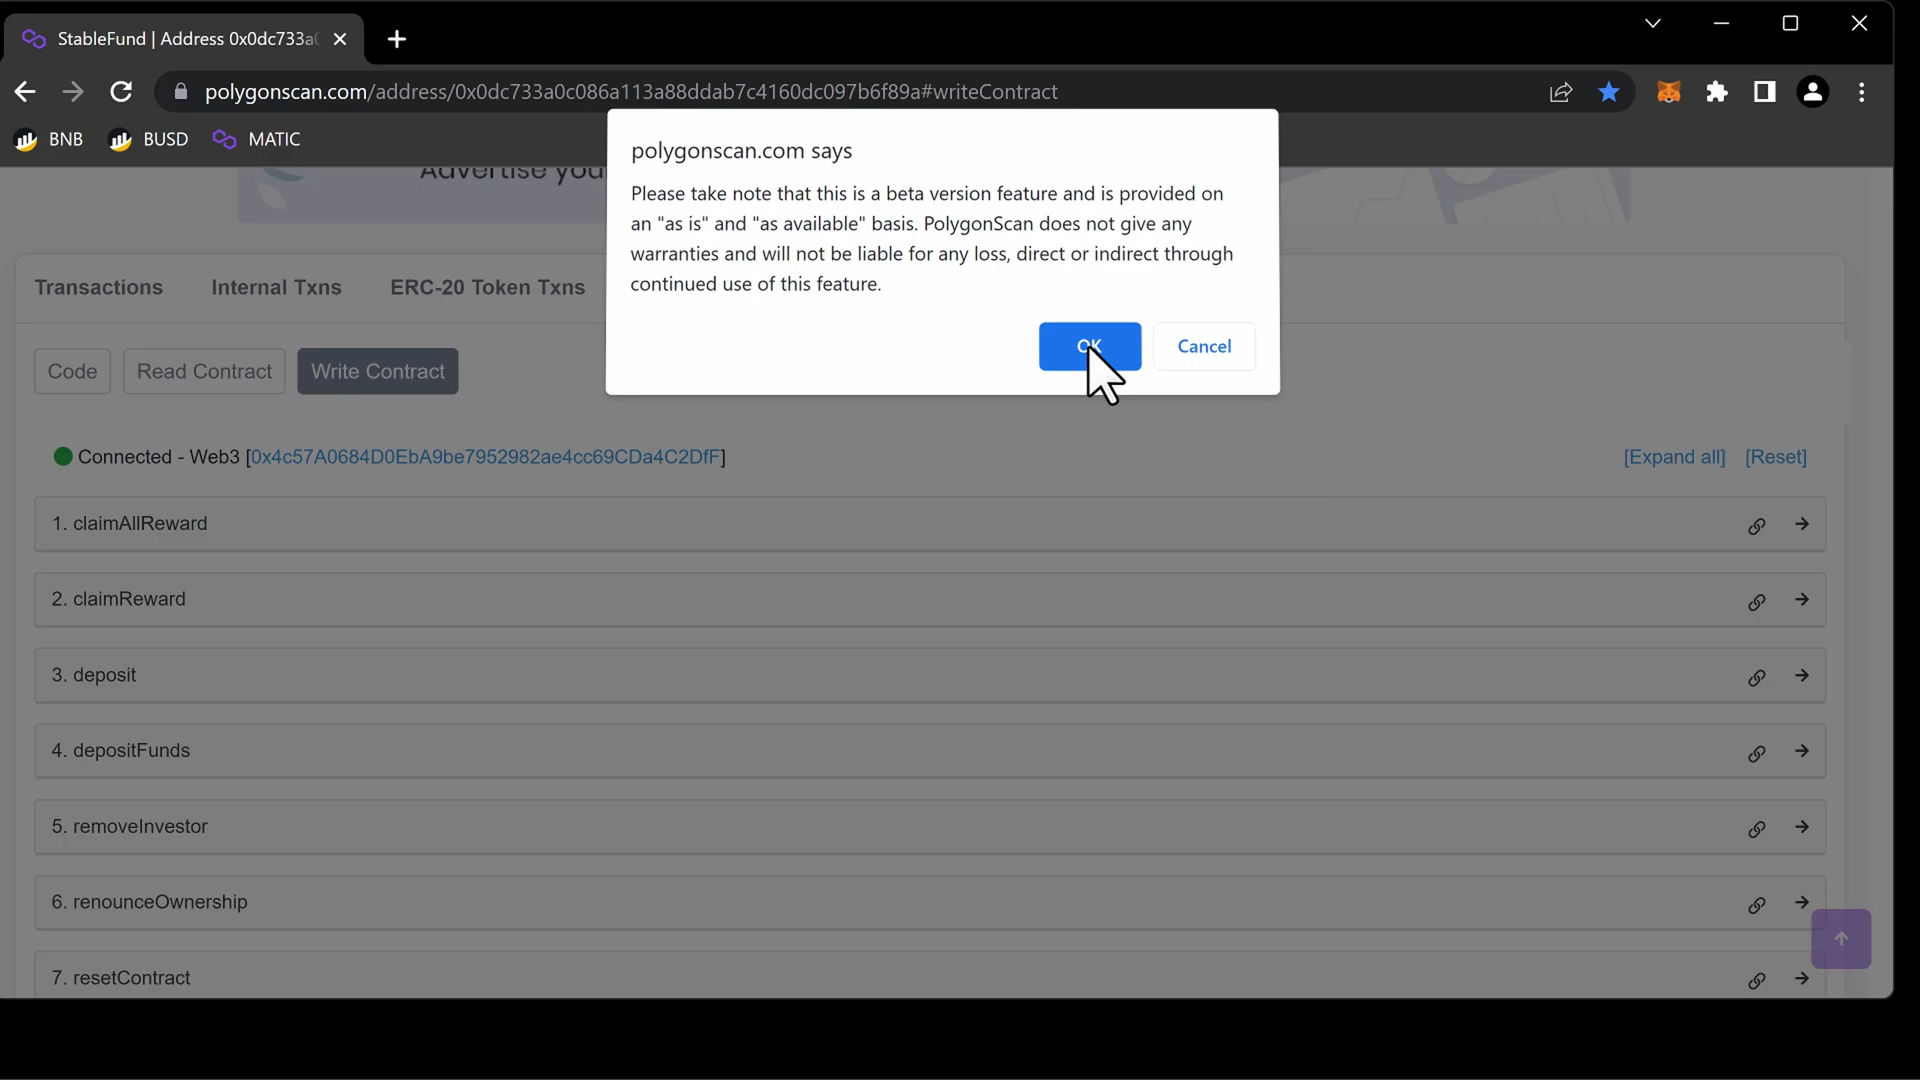 StableFund | Address 0x0dc733a
polygonscan.com/address/0x0dc733a0c086a113a88ddab7c4160dc097b6f89a#writeContract
BNB
BUSD
MATIC
Advertise your
polygonscan.com says
Please take note that this is a beta version feature and is provided on
an "as is" and "as available" basis. PolygonScan does not give any
warranties and will not be liable for any loss, direct or indirect through
continued use of this feature.
OK
Cancel
Transactions
Internal Txns
ERC-20 Token Txns
Code
Read Contract
Write Contract
Connected - Web3 [0x4c57A0684D0EbA9be7952982ae4cc69CDa4C2DfF]
[Expand all]
[Reset]
1. claimAllReward
2. claimReward
3. deposit
4. depositFunds
5. removeInvestor
6. renounceOwnership
7. resetContract